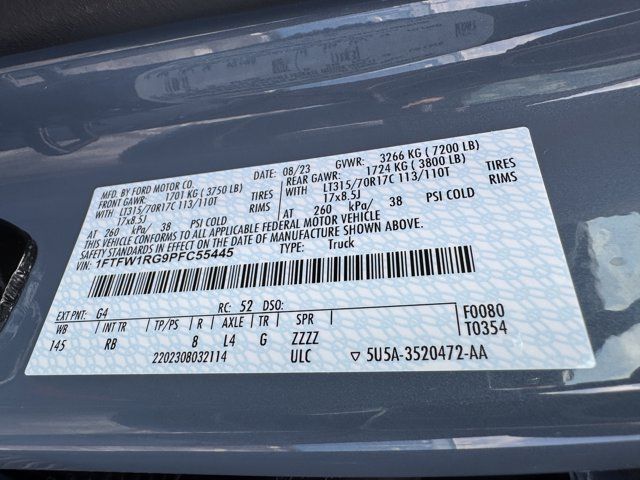 MFD. BY FORD MOTOR CO.
DATE: 08/23 GVWR: 3266 KG ( 7200 LB)
FRONT GAWR: 1701 KG ( 3750 LB)
REAR GAWR: 1724 KG ( 3800 LB)
LT315/70R17C 113/110T TIRES
LT315/70R17C 113/110T TIRES
17x8.5J RIMS
17x8.5J RIMS
AT 260 kPa/ 38 PSI COLD
AT 260 kPa/ 38 PSI COLD
THIS VEHICLE CONFORMS TO ALL APPLICABLE FEDERAL MOTOR VEHICLE
SAFETY STANDARDS IN EFFECT ON THE DATE OF MANUFACTURE SHOWN ABOVE.
VIN: 1FTFW1RG9PFC55445
TYPE: Truck
EXT PNT: G4 RC: 52 DSO: F0080
WB INT TR TP/PS R AXLE TR SPR T0354
145 RB 8 L4 G ZZZZ
2202308032114 ULC ▽ 5U5A-3520472-AA